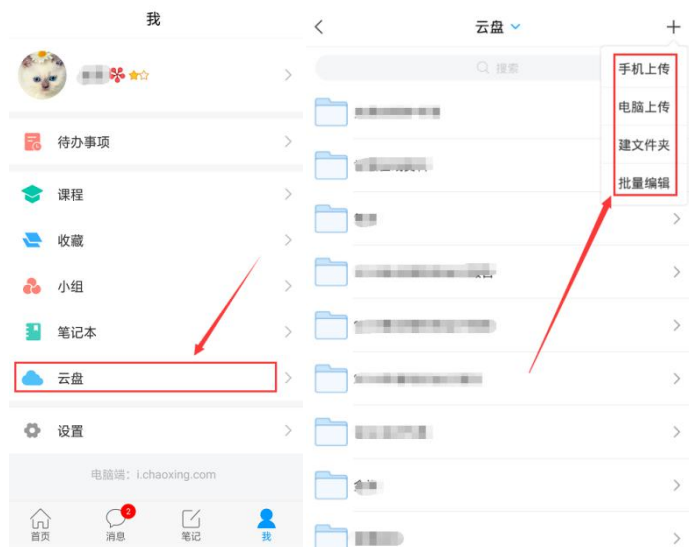 我
待办事项
课程
收藏
小组
笔记本
云盘
设置
电脑端：i.chaoxing.com
首页
2
消息
笔记
我
云盘
搜索
手机上传
电脑上传
建文件夹
批量编辑